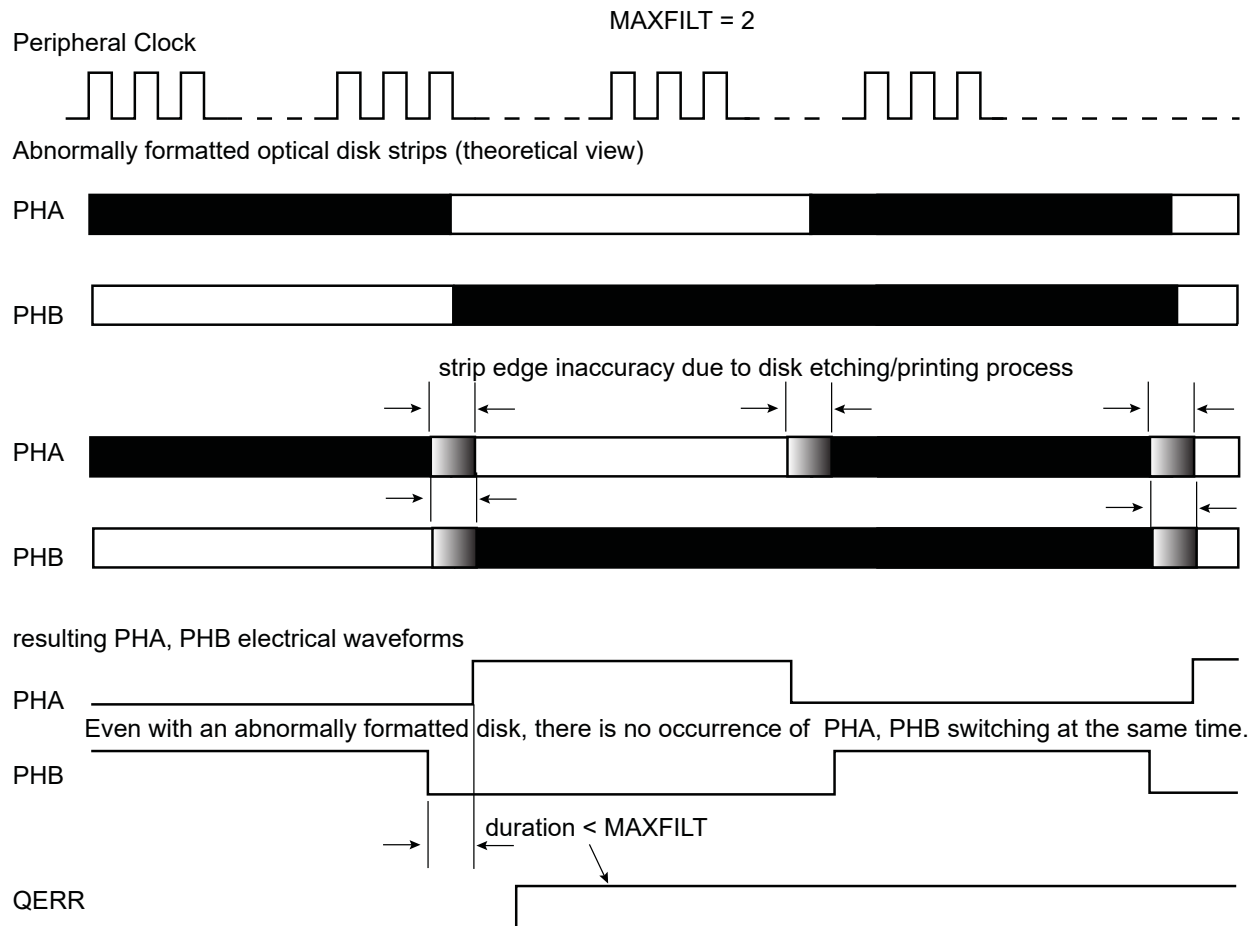 MAXFILT = 2
Peripheral Clock
Abnormally formatted optical disk strips (theoretical view)
PHA
PHB
strip edge inaccuracy due to disk etching/printing process
PHA
PHB
resulting PHA, PHB electrical waveforms
PHA
Even with an abnormally formatted disk, there is no occurrence of PHA, PHB switching at the same time.
PHB
duration < MAXFILT
QERR